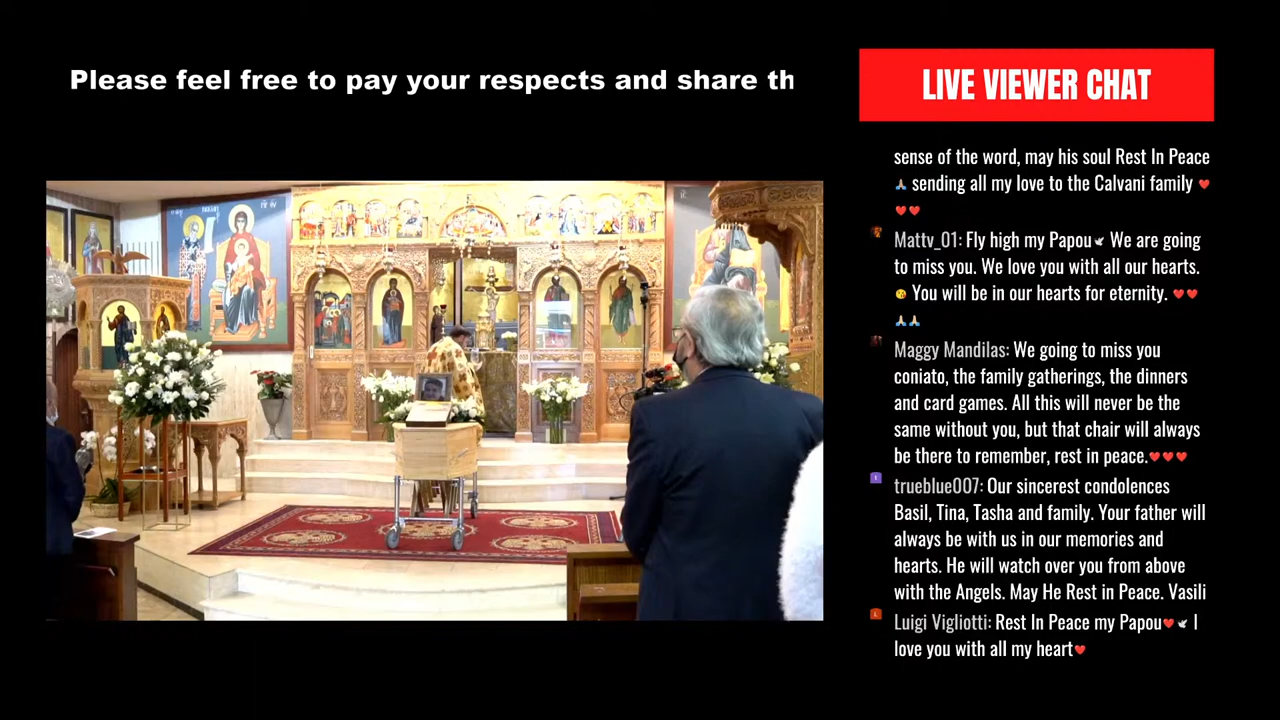 Please feel free to pay your respects and share th
LIVE VIEWER CHAT
sense of the word, may his soul Rest In Peace
🙏 sending all my love to the Calvani family ❤️
❤️❤️
Mattv_01: Fly high my Papou🕊 We are going
to miss you. We love you with all our hearts.
😘 You will be in our hearts for eternity. ❤️❤️
🙏🙏
Maggy Mandilas: We going to miss you
coniato, the family gatherings, the dinners
and card games. All this will never be the
same without you, but that chair will always
be there to remember, rest in peace.❤️❤️❤️
trueblue007: Our sincerest condolences
Basil, Tina, Tasha and family. Your father will
always be with us in our memories and
hearts. He will watch over you from above
with the Angels. May He Rest in Peace. Vasili
Luigi Vigliotti: Rest In Peace my Papou❤️🕊 I
love you with all my heart❤️